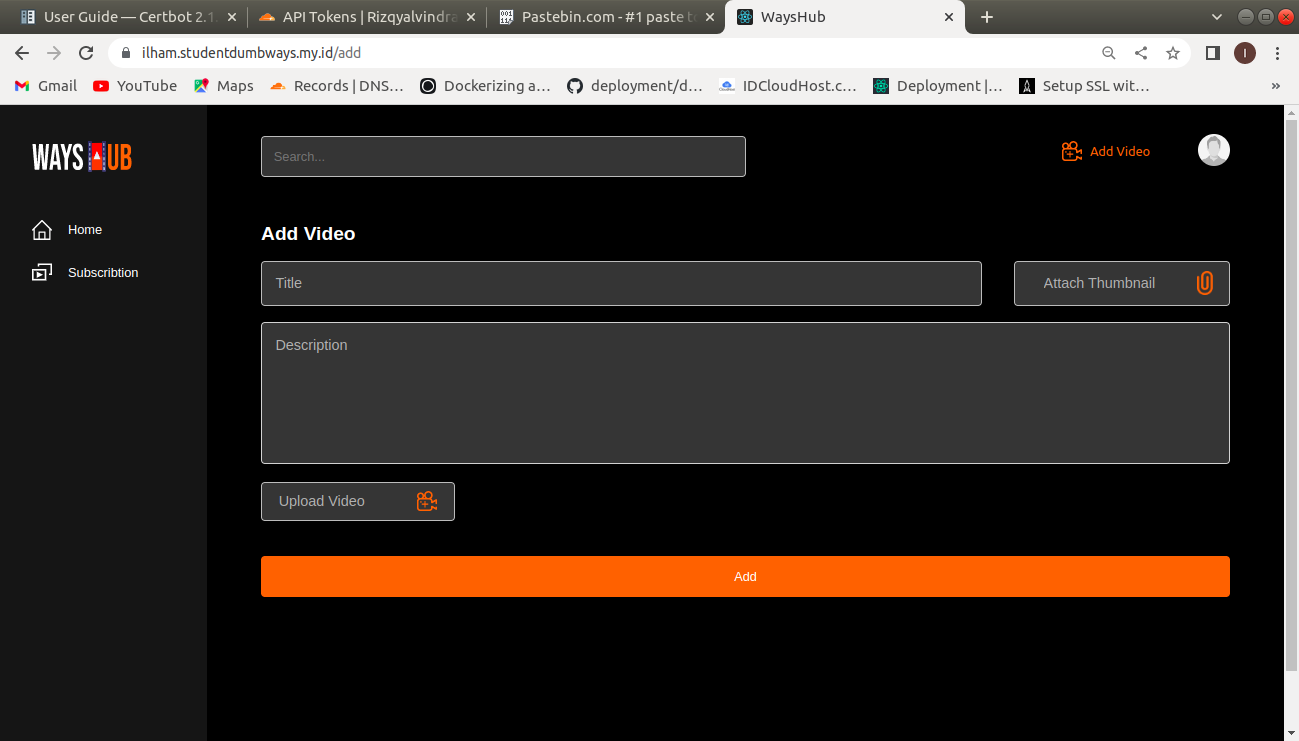 User Guide — Certbot 2.1.
API Tokens | Rizqyalvindra
Pastebin.com - #1 paste to
WaysHub
ilham.studentdumbways.my.id/add
I
Gmail
YouTube
Maps
Records | DNS…
Dockerizing a…
deployment/d…
IDCloudHost.c…
Deployment |…
Setup SSL wit…
»
WAYS UB
Search...
Add Video
Home
Subscribtion
Add Video
Title
Attach Thumbnail
Description
Upload Video
Add